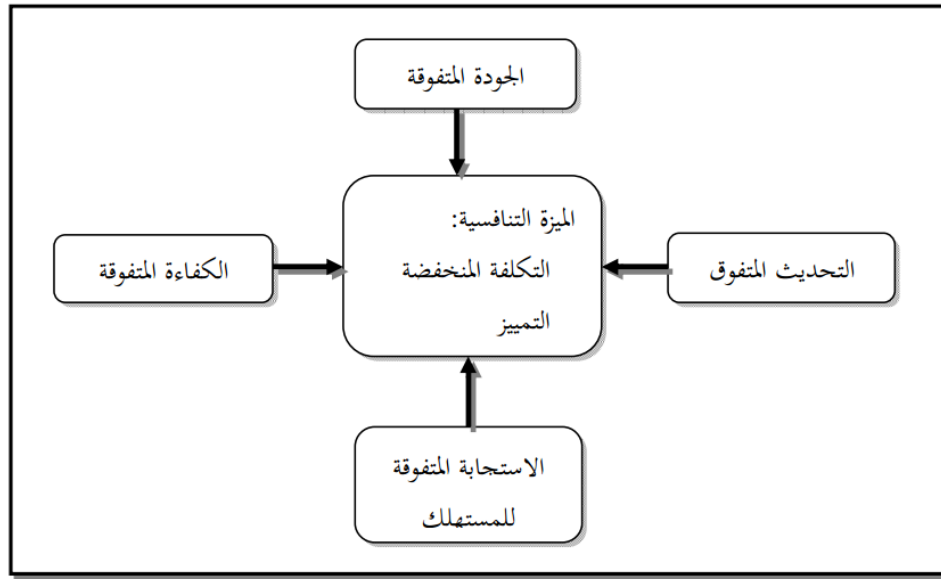 الجودة المتفوقة
الميزة التنافسية:
التكلفة المنخفضة
التمييز
التحديث المتفوق
الكفاءة المتفوقة
الاستجابة المتفوقة
للمستهلك